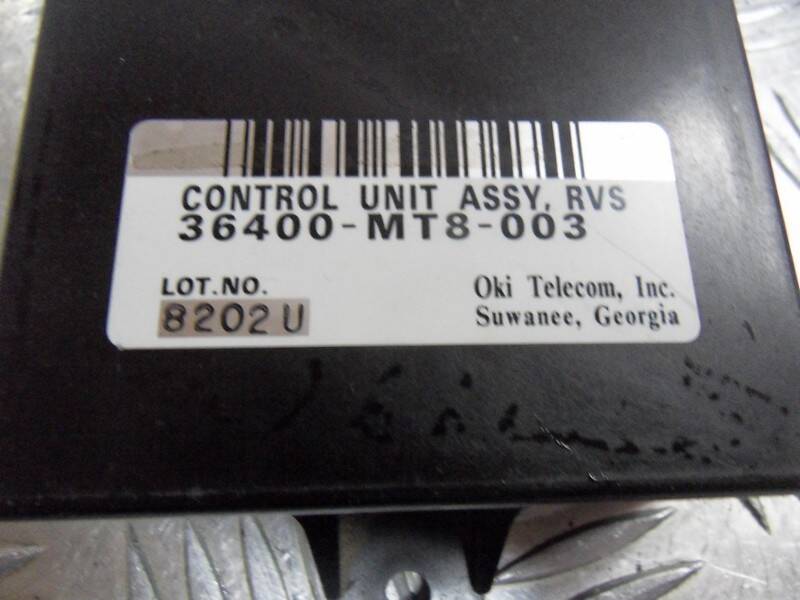 CONTROL UNIT ASSY, RVS
36400-MT8-003
LOT.NO.
8202U
Oki Telecom, Inc.
Suwanee, Georgia